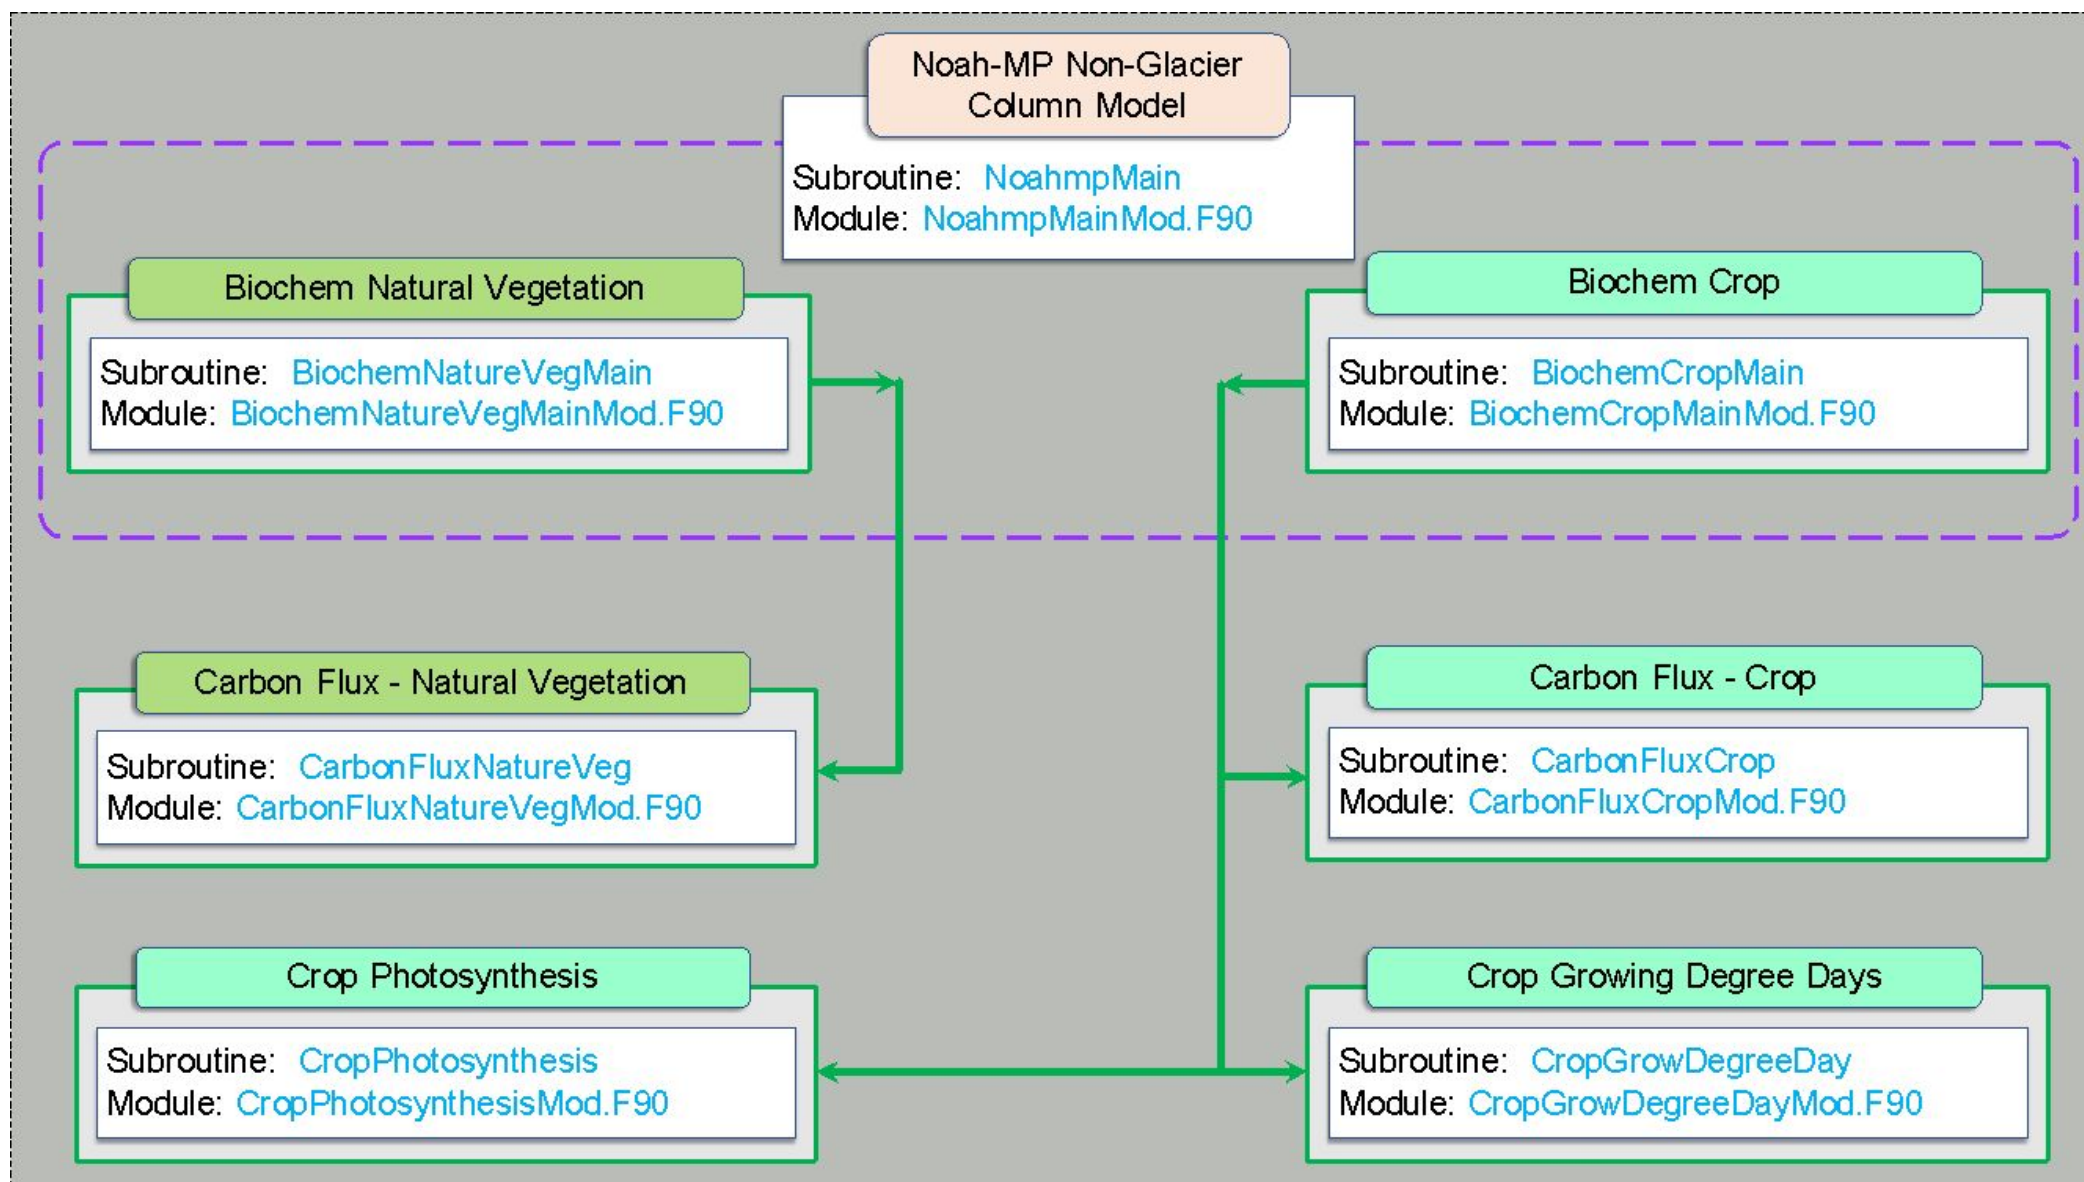 Noah-MP Non-Glacier
Column Model
Subroutine: NoahmpMain
Module: NoahmpMainMod.F90
Biochem Natural Vegetation
Subroutine: BiochemNatureVegMain
Module: BiochemNatureVegMainMod.F90
Biochem Crop
Subroutine: BiochemCropMain
Module: BiochemCropMainMod.F90
Carbon Flux - Natural Vegetation
Subroutine: CarbonFluxNatureVeg
Module: CarbonFluxNatureVegMod.F90
Carbon Flux - Crop
Subroutine: CarbonFluxCrop
Module: CarbonFluxCropMod.F90
Crop Photosynthesis
Subroutine: CropPhotosynthesis
Module: CropPhotosynthesisMod.F90
Crop Growing Degree Days
Subroutine: CropGrowDegreeDay
Module: CropGrowDegreeDayMod.F90